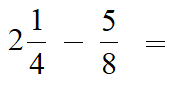 2 1/4 − 5/8 =